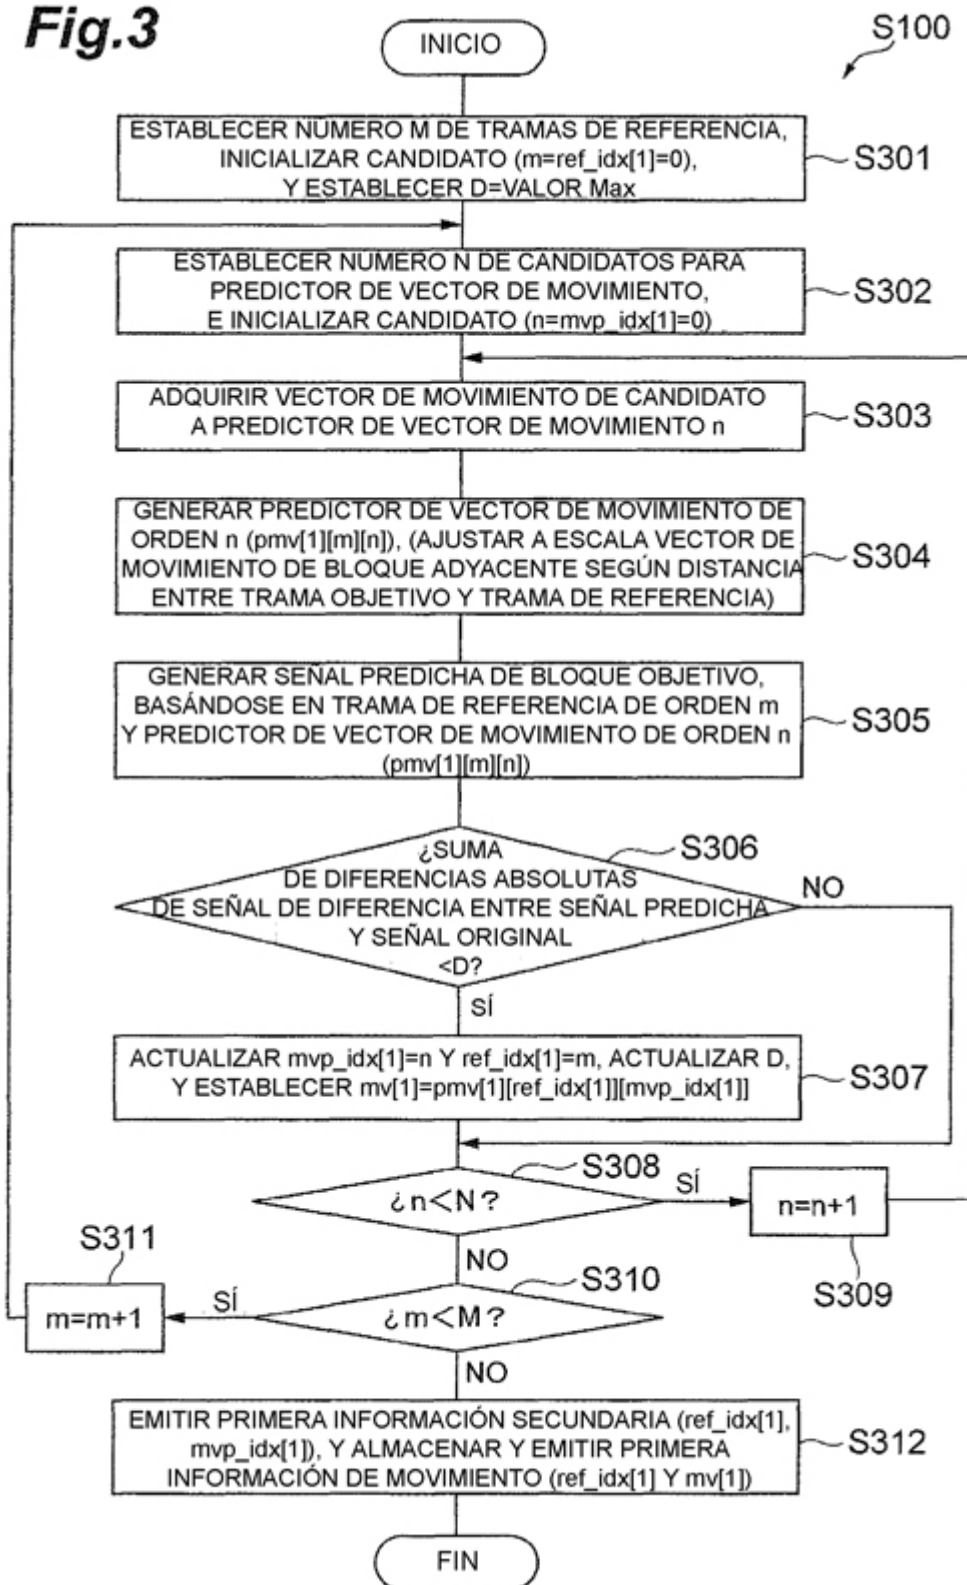 Fig.3
INICIO
S100
ESTABLECER NÚMERO M DE TRAMAS DE REFERENCIA,
INICIALIZAR CANDIDATO (m=ref_idx[1]=0),
Y ESTABLECER D=VALOR Max
S301
ESTABLECER NÚMERO N DE CANDIDATOS PARA
PREDICTOR DE VECTOR DE MOVIMIENTO,
E INICIALIZAR CANDIDATO (n=mvp_idx[1]=0)
S302
ADQUIRIR VECTOR DE MOVIMIENTO DE CANDIDATO
A PREDICTOR DE VECTOR DE MOVIMIENTO n
S303
GENERAR PREDICTOR DE VECTOR DE MOVIMIENTO DE
ORDEN n (pmv[1][m][n]), (AJUSTAR A ESCALA VECTOR DE
MOVIMIENTO DE BLOQUE ADYACENTE SEGÚN DISTANCIA
ENTRE TRAMA OBJETIVO Y TRAMA DE REFERENCIA)
S304
GENERAR SEÑAL PREDICHA DE BLOQUE OBJETIVO,
BASÁNDOSE EN TRAMA DE REFERENCIA DE ORDEN m
Y PREDICTOR DE VECTOR DE MOVIMIENTO DE ORDEN n
(pmv[1][m][n])
S305
¿SUMA
DE DIFERENCIAS ABSOLUTAS
DE SEÑAL DE DIFERENCIA ENTRE SEÑAL PREDICHA
Y SEÑAL ORIGINAL
<D?
S306
NO
SÍ
ACTUALIZAR mvp_idx[1]=n Y ref_idx[1]=m, ACTUALIZAR D,
Y ESTABLECER mv[1]=pmv[1][ref_idx[1]][mvp_idx[1]]
S307
¿n<N?
S308
SÍ
n=n+1
S309
NO
¿m<M?
S310
SÍ
m=m+1
S311
NO
EMITIR PRIMERA INFORMACIÓN SECUNDARIA (ref_idx[1],
mvp_idx[1]), Y ALMACENAR Y EMITIR PRIMERA
INFORMACIÓN DE MOVIMIENTO (ref_idx[1] Y mv[1])
S312
FIN